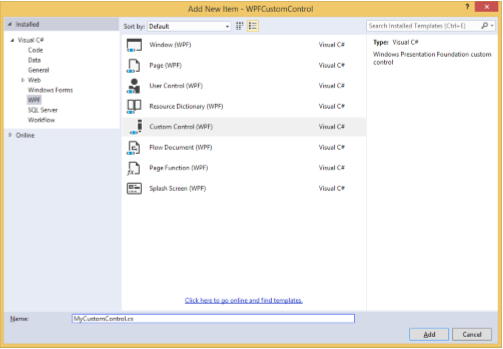 Add New Item - WPFCustomControl
? ×
Installed
Sort by: Default
Search Installed Templates (Ctrl+E)
Visual C#
Code
Data
General
Web
Windows Forms
WPF
SQL Server
Workflow
Online
Window (WPF) Visual C#
Page (WPF) Visual C#
User Control (WPF) Visual C#
Resource Dictionary (WPF) Visual C#
Custom Control (WPF) Visual C#
Flow Document (WPF) Visual C#
Page Function (WPF) Visual C#
Splash Screen (WPF) Visual C#
Type: Visual C#
Windows Presentation Foundation custom
control
Click here to go online and find templates.
Name: MyCustomControl.cs
Add Cancel